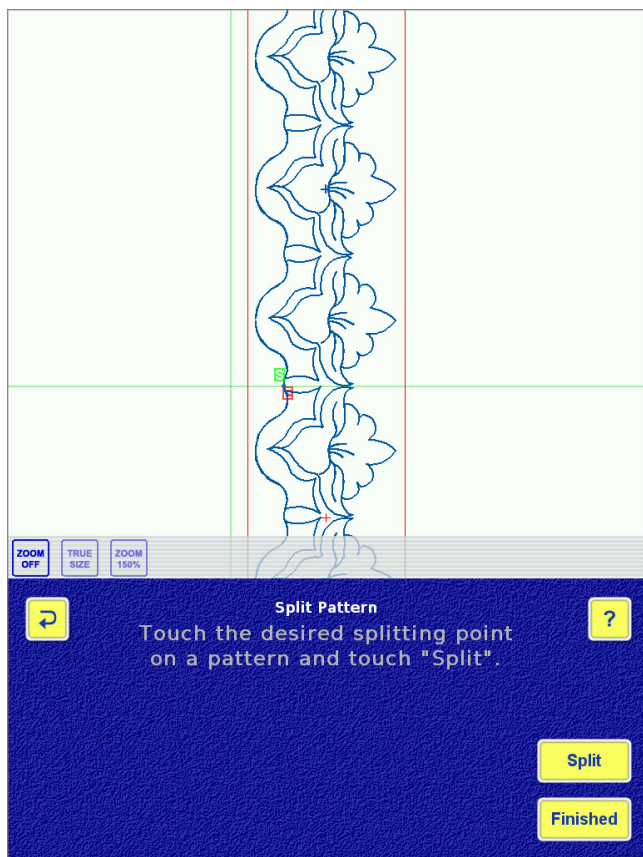 S
E
ZOOM
OFF
TRUE
SIZE
ZOOM
150%
Split Pattern
?
Touch the desired splitting point
on a pattern and touch "Split".
Split
Finished